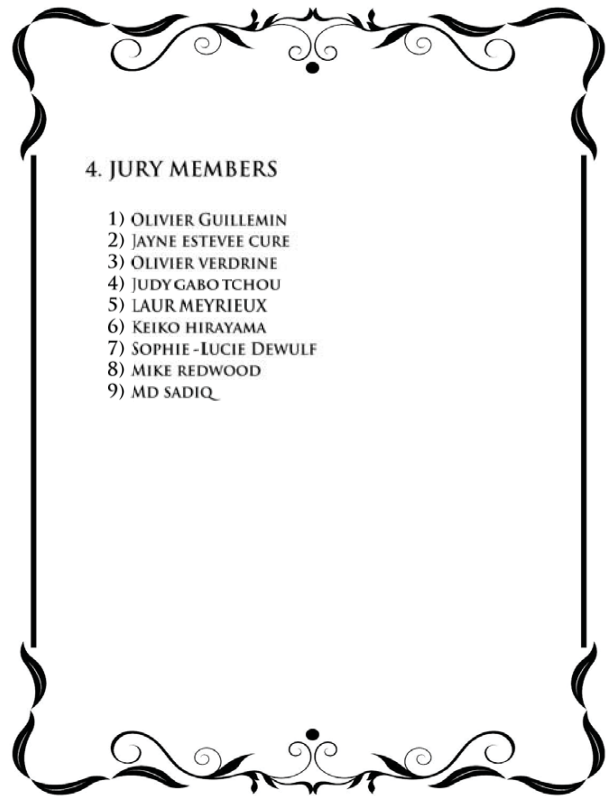 4. JURY MEMBERS
1) OLIVIER GUILLEMIN
2) JAYNE ESTEVEE CURE
3) OLIVIER VERDRINE
4) JUDY GABO TCHOU
5) LAUR MEYRIEUX
6) KEIKO HIRAYAMA
7) SOPHIE -LUCIE DEWULF
8) MIKE REDWOOD
9) MD SADIQ